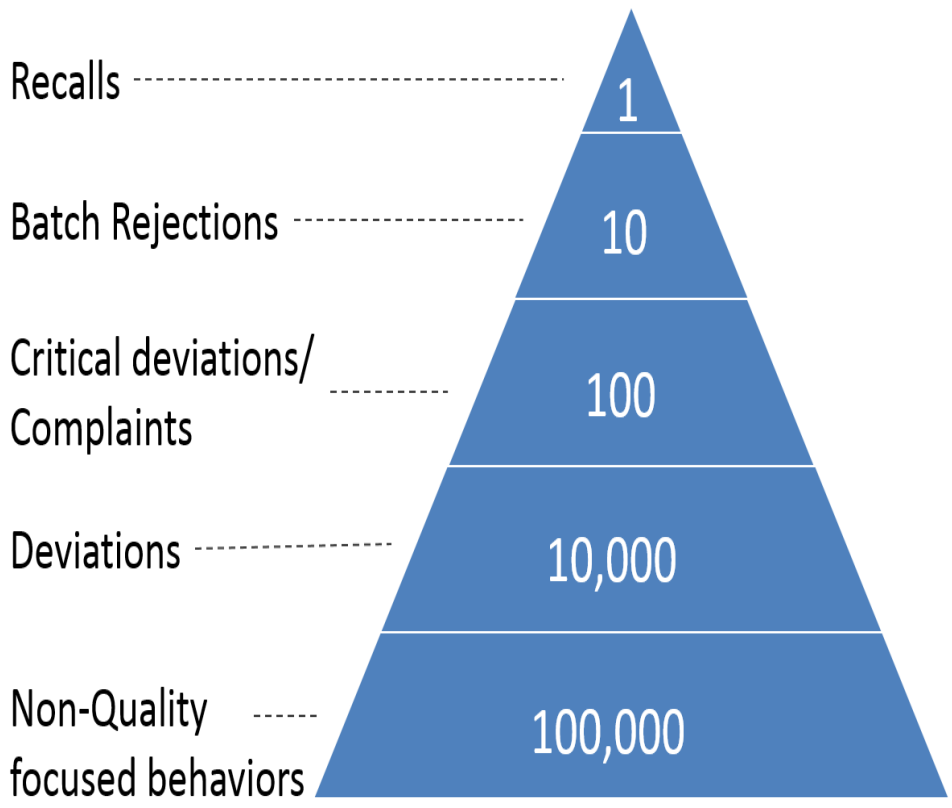 Recalls
1
Batch Rejections
10
Critical deviations/
Complaints
100
Deviations
10,000
Non-Quality
focused behaviors
100,000